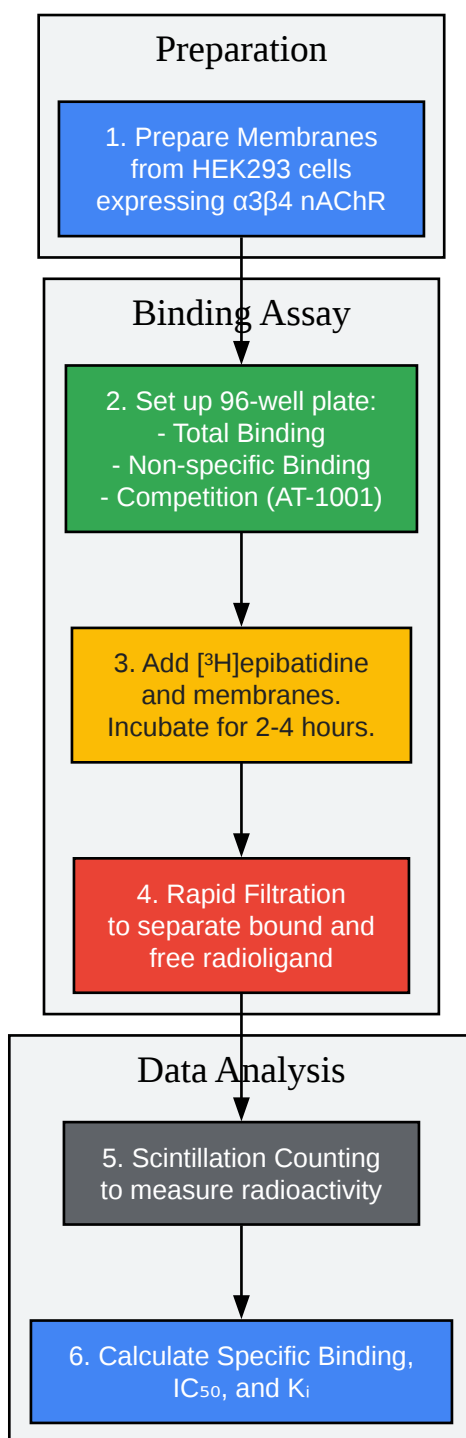 Preparation
1. Prepare Membranes
from HEK293 cells
expressing α3β4 nAChR
Binding Assay
2. Set up 96-well plate:
- Total Binding
- Non-specific Binding
- Competition (AT-1001)
3. Add [³H]epibatidine
and membranes.
Incubate for 2-4 hours.
4. Rapid Filtration
to separate bound and
free radioligand
Data Analysis
5. Scintillation Counting
to measure radioactivity
6. Calculate Specific Binding,
IC₅₀, and Kᵢ